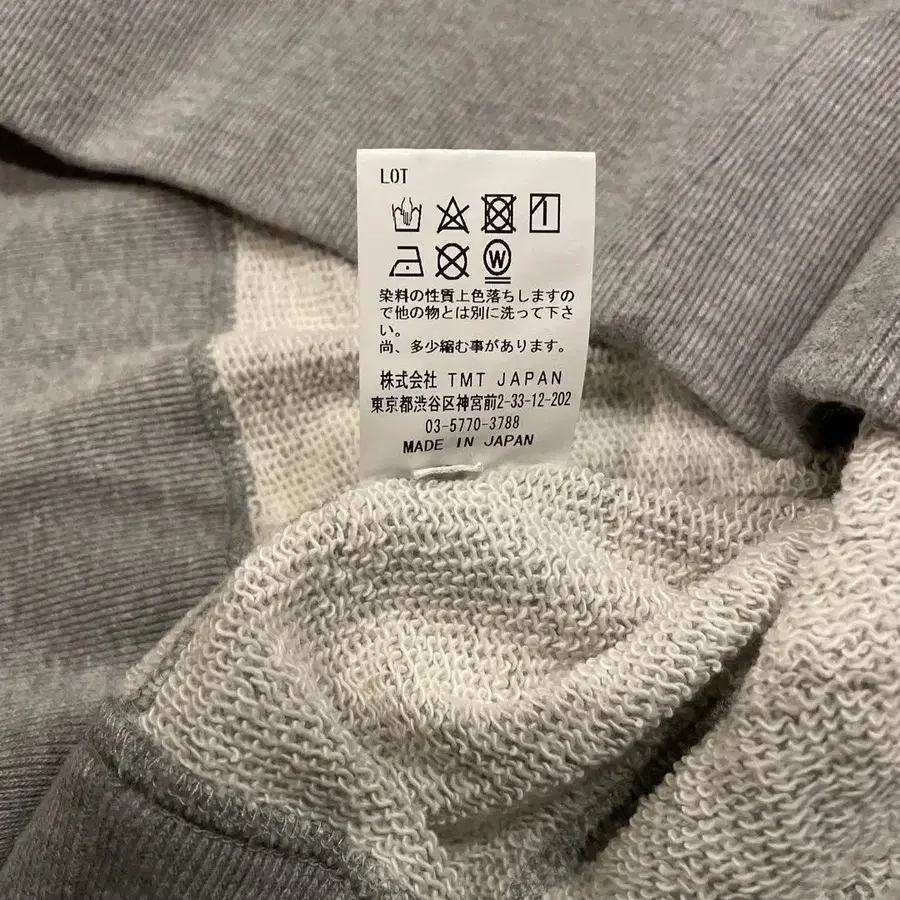 LOT
W
染料の性質上色落ちしますの
で他の物とは別に洗って下さ
い。
尚、多少縮む事があります。
株式会社 TMT JAPAN
東京都渋谷区神宮前2-33-12-202
03-5770-3788
MADE IN JAPAN